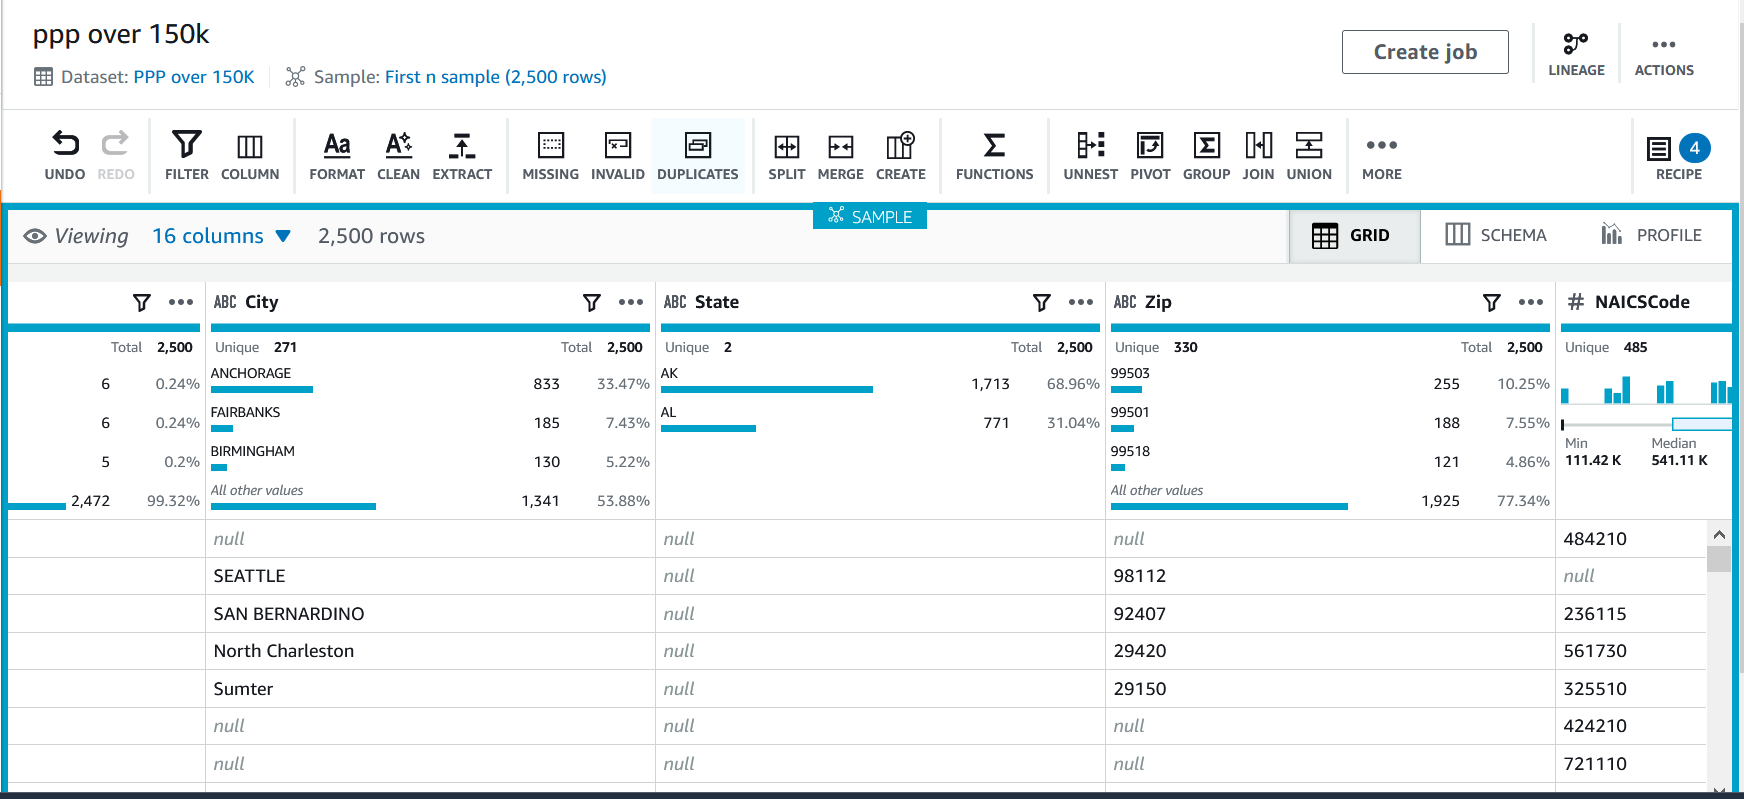 ppp over 150k
Dataset: PPP over 150K Sample: First n sample (2,500 rows)
Create job
LINEAGE
ACTIONS
UNDO REDO FILTER COLUMN FORMAT CLEAN EXTRACT MISSING INVALID DUPLICATES SPLIT MERGE CREATE FUNCTIONS UNNEST PIVOT GROUP JOIN UNION MORE 4 RECIPE
SAMPLE
Viewing 16 columns 2,500 rows GRID SCHEMA PROFILE
ABC City ABC State ABC Zip # NAICSCode
Total 2,500 Unique 271 Total 2,500 Unique 2 Total 2,500 Unique 330 Total 2,500 Unique 485
6 0.24% ANCHORAGE 833 33.47% AK 1,713 68.96% 99503 255 10.25%
6 0.24% FAIRBANKS 185 7.43% AL 771 31.04% 99501 188 7.55%
5 0.2% BIRMINGHAM 130 5.22% 99518 121 4.86% Min 111.42 K Median 541.11 K
2,472 99.32% All other values 1,341 53.88% All other values 1,925 77.34%
null null null 484210
SEATTLE null 98112 null
SAN BERNARDINO null 92407 236115
North Charleston null 29420 561730
Sumter null 29150 325510
null null null 424210
null null null 721110